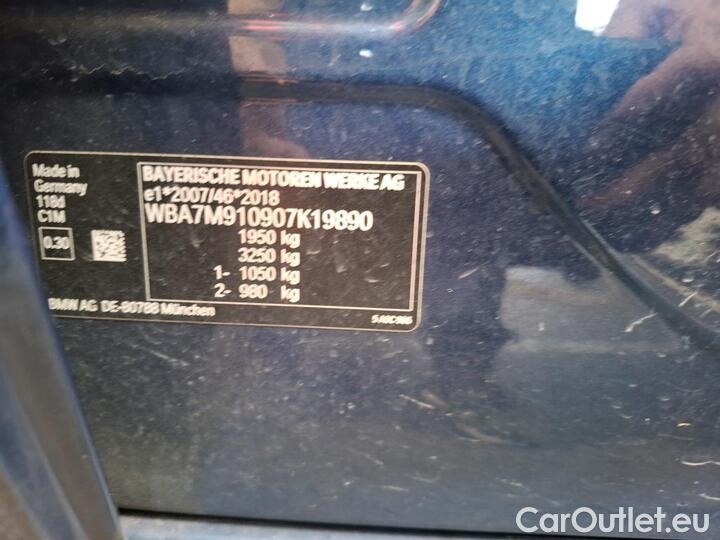 Made in
Germany
118d
C1M
0.30
BAYERISCHE MOTOREN WERKE AG
e1*2007/46*2018
WBA7M910907K19890
1950 kg
3250 kg
1- 1050 kg
2- 980 kg
BMW AG DE-80788 München
CarOutlet.eu